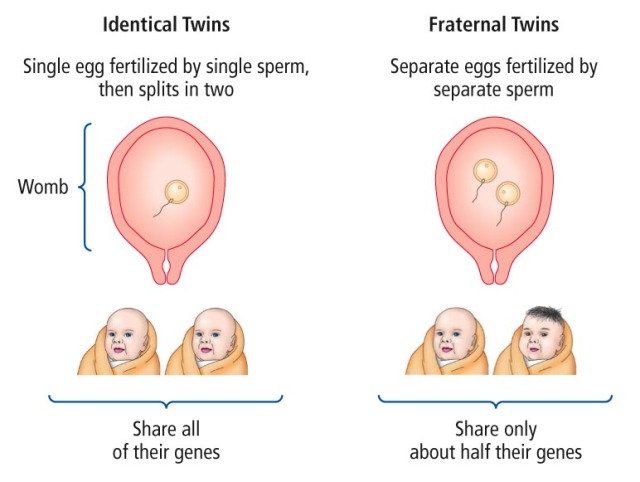 Identical Twins
Single egg fertilized by single sperm,
then splits in two
Womb
Share all
of their genes
Fraternal Twins
Separate eggs fertilized by
separate sperm
Share only
about half their genes